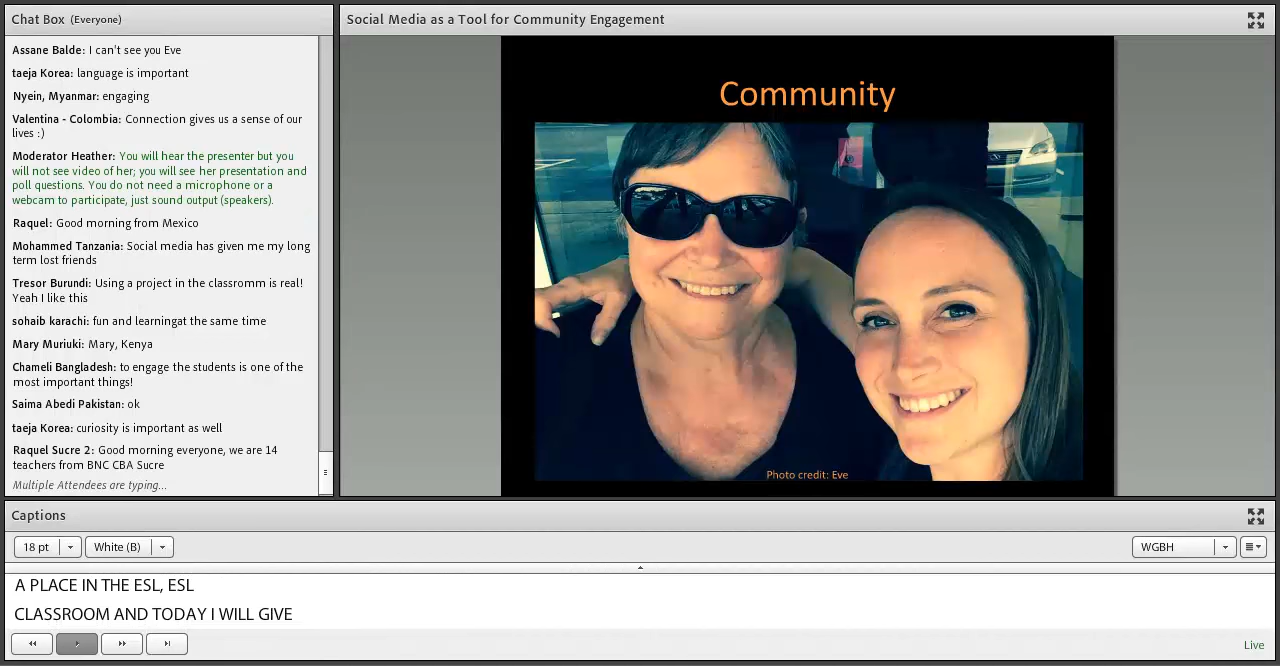 Chat Box (Everyone)
Assane Balde: I can't see you Eve
taeja Korea: language is important
Nyein, Myanmar: engaging
Valentina - Colombia: Connection gives us a sense of our
lives :)
Moderator Heather: You will hear the presenter but you
will not see video of her; you will see her presentation and
poll questions. You do not need a microphone or a
webcam to participate, just sound output (speakers).
Raquel: Good morning from Mexico
Mohammed Tanzania: Social media has given me my long
term lost friends
Tresor Burundi: Using a project in the classromm is real!
Yeah I like this
sohaib karachi: fun and learningat the same time
Mary Muriuki: Mary, Kenya
Chameli Bangladesh: to engage the students is one of the
most important things!
Saima Abedi Pakistan: ok
taeja Korea: curiosity is important as well
Raquel Sucre 2: Good morning everyone, we are 14
teachers from BNC CBA Sucre
Multiple Attendees are typing...
Social Media as a Tool for Community Engagement
Community
Photo credit: Eve
Captions
18 pt
White (B)
WGBH
A PLACE IN THE ESL, ESL
CLASSROOM AND TODAY I WILL GIVE
Live